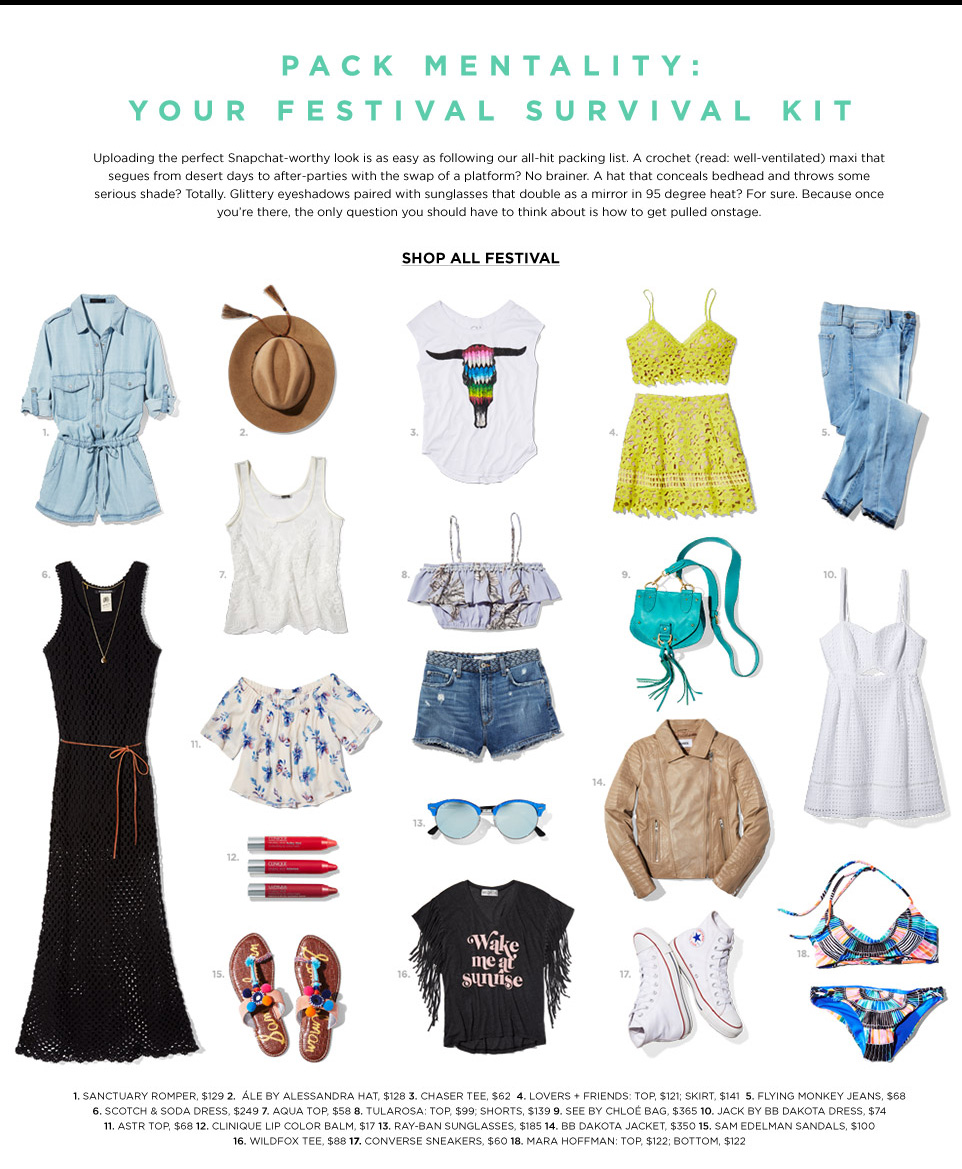 PACK MENTALITY:
YOUR FESTIVAL SURVIVAL KIT
Uploading the perfect Snapchat-worthy look is as easy as following our all-hit packing list. A crochet (read: well-ventilated) maxi that
segues from desert days to after-parties with the swap of a platform? No brainer. A hat that conceals bedhead and throws some
serious shade? Totally. Glittery eyeshadows paired with sunglasses that double as a mirror in 95 degree heat? For sure. Because once
you're there, the only question you should have to think about is how to get pulled onstage.
SHOP ALL FESTIVAL
1.
2.
3.
4.
5.
6.
7.
8.
9.
10.
11.
12.
CLINIQUE
CLINIQUE
CLINIQUE
13.
14.
15.
Sam
16.
Wake
me at
sunrise
17.
18.
1. SANCTUARY ROMPER, $129 2. ÁLE BY ALESSANDRA HAT, $128 3. CHASER TEE, $62 4. LOVERS + FRIENDS: TOP, $121; SKIRT, $141 5. FLYING MONKEY JEANS, $68
6. SCOTCH & SODA DRESS, $249 7. AQUA TOP, $58 8. TULAROSA: TOP, $99; SHORTS, $139 9. SEE BY CHLOÉ BAG, $365 10. JACK BY BB DAKOTA DRESS, $74
11. ASTR TOP, $68 12. CLINIQUE LIP COLOR BALM, $17 13. RAY-BAN SUNGLASSES, $185 14. BB DAKOTA JACKET, $350 15. SAM EDELMAN SANDALS, $100
16. WILDFOX TEE, $88 17. CONVERSE SNEAKERS, $60 18. MARA HOFFMAN: TOP, $122; BOTTOM, $122